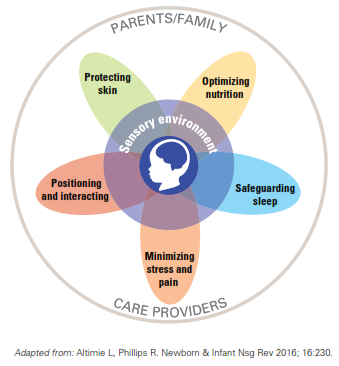 PARENTS/FAMILY
Protecting
skin
Optimizing
nutrition
Sensory environment
Positioning
and interacting
Safeguarding
sleep
Minimizing
stress and
pain
CARE PROVIDERS
Adapted from: Altimie L, Phillips R. Newborn & Infant Nsg Rev 2016; 16:230.